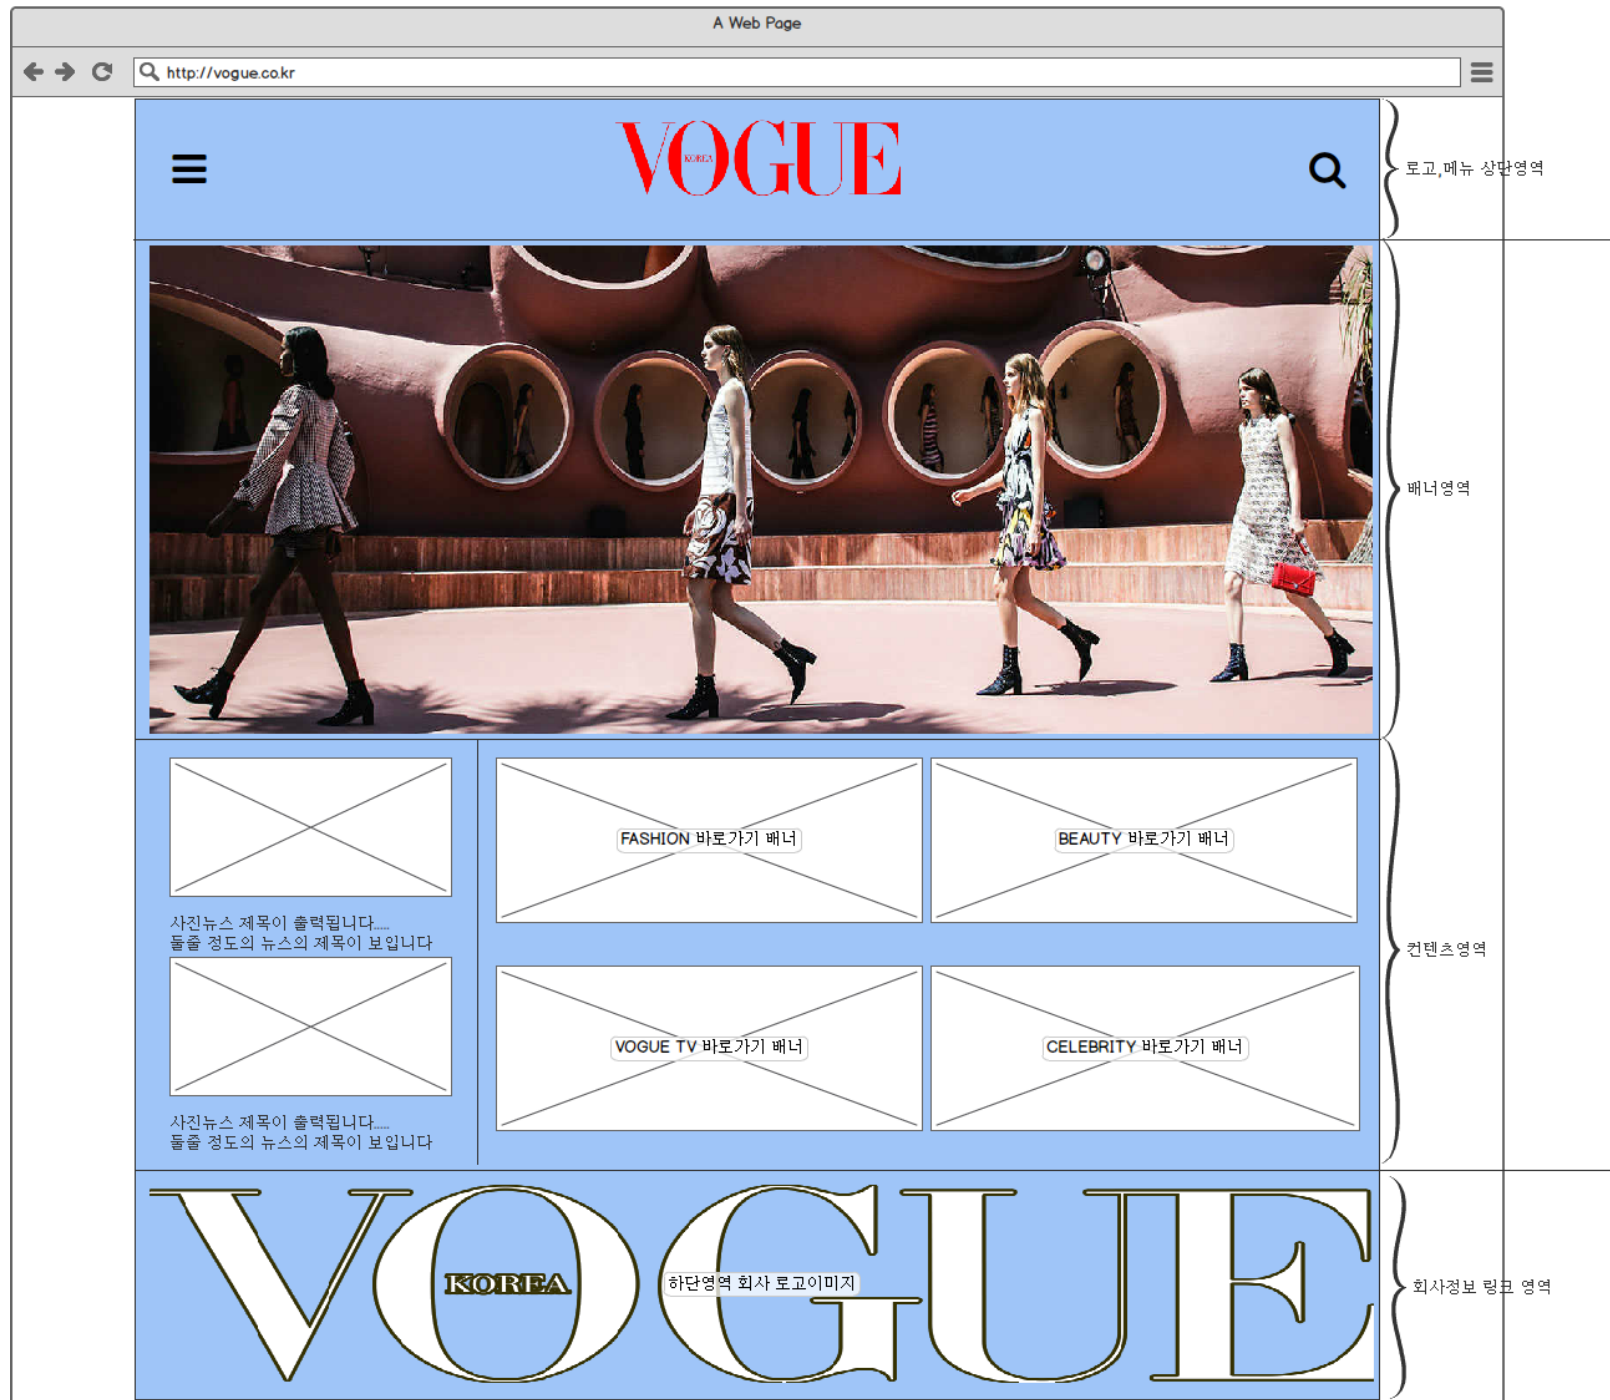 A Web Page
http://vogue.co.kr
VOGUE
KOREA
로고,메뉴 상단영역
배너영역
FASHION 바로가기 배너
BEAUTY 바로가기 배너
사진뉴스 제목이 출력됩니다.....
둘줄 정도의 뉴스의 제목이 보입니다
컨텐츠영역
VOGUE TV 바로가기 배너
CELEBRITY 바로가기 배너
사진뉴스 제목이 출력됩니다.....
둘줄 정도의 뉴스의 제목이 보입니다
VOGUE
KOREA
하단영역 회사 로고이미지
회사정보 링크 영역